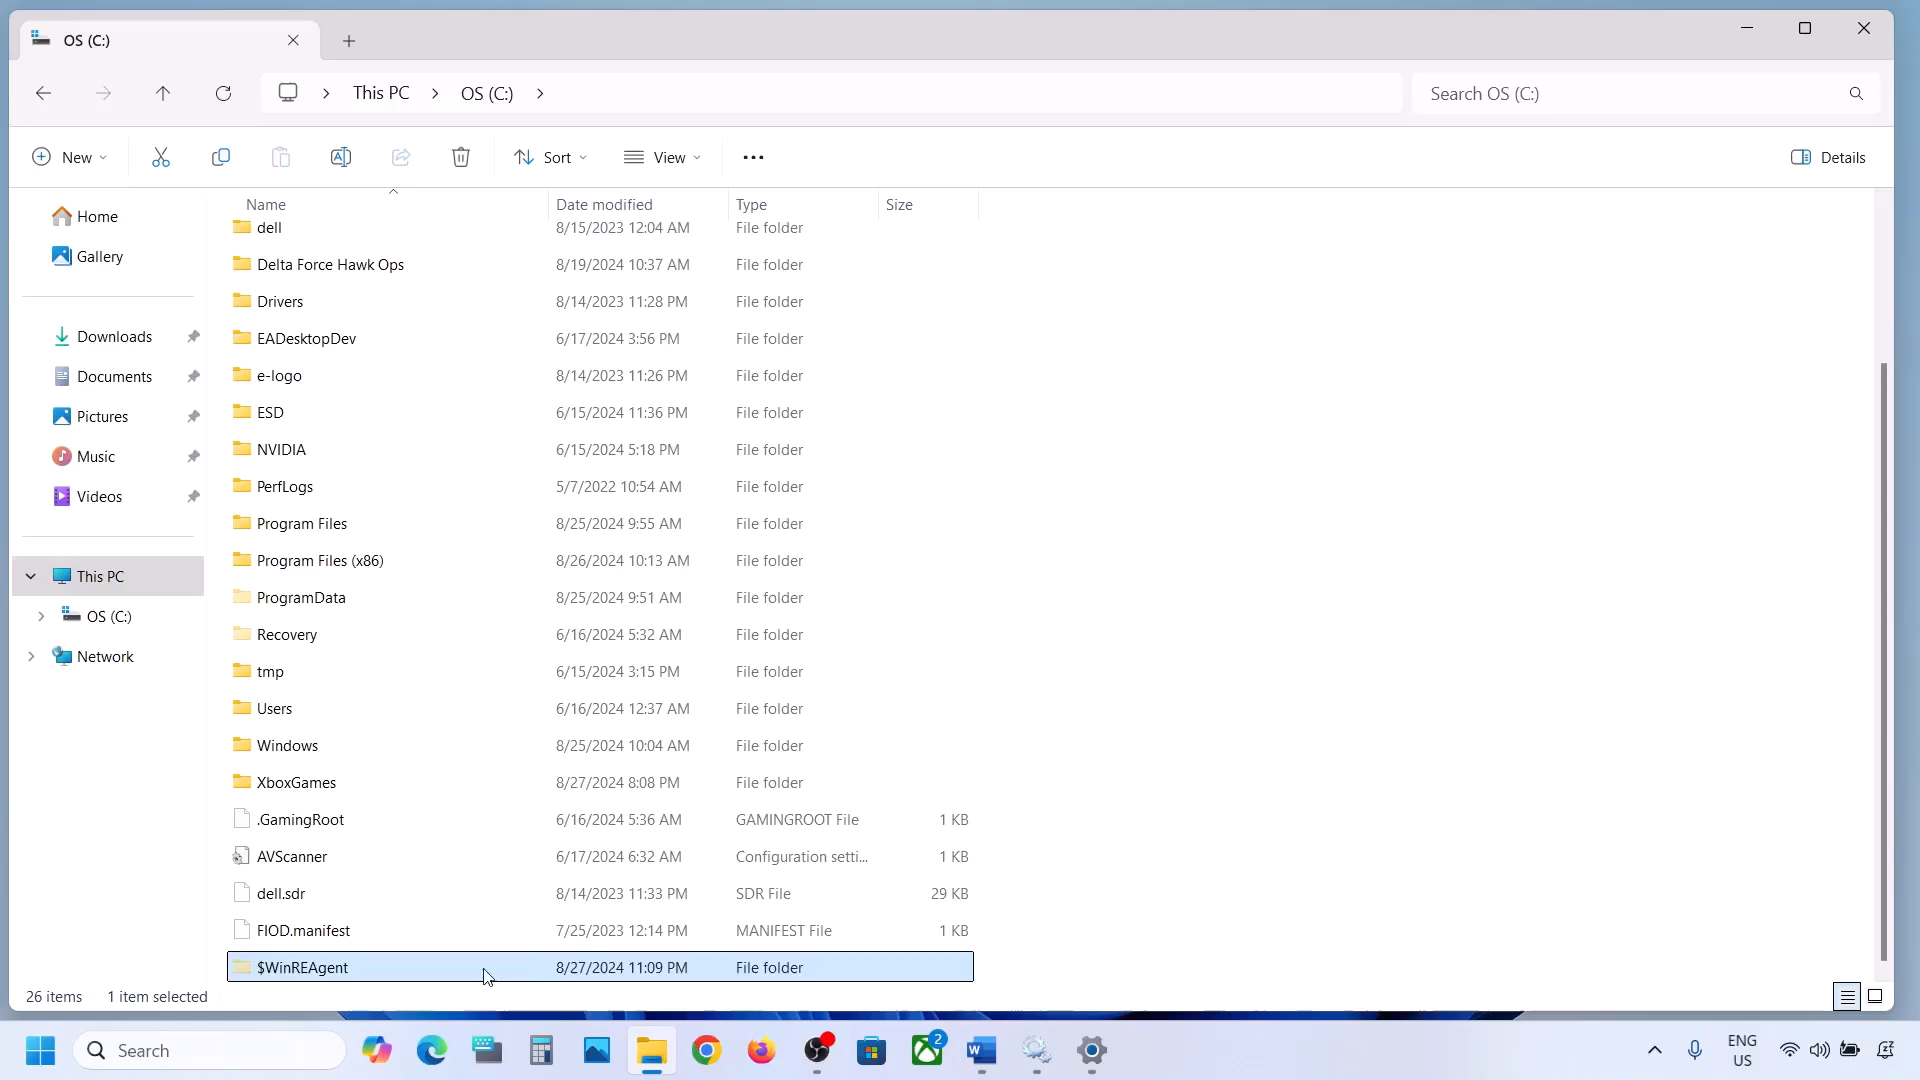 OS (C:)
This PC
OS (C:)
Search OS (C:)
New
Sort
View
Details
Name
Date modified
Type
Size
Home
Gallery
Downloads
Documents
Pictures
Music
Videos
This PC
OS (C:)
Network
dell 8/15/2023 12:04 AM File folder
Delta Force Hawk Ops 8/19/2024 10:37 AM File folder
Drivers 8/14/2023 11:28 PM File folder
EADesktopDev 6/17/2024 3:56 PM File folder
e-logo 8/14/2023 11:26 PM File folder
ESD 6/15/2024 11:36 PM File folder
NVIDIA 6/15/2024 5:18 PM File folder
PerfLogs 5/7/2022 10:54 AM File folder
Program Files 8/25/2024 9:55 AM File folder
Program Files (x86) 8/26/2024 10:13 AM File folder
ProgramData 8/25/2024 9:51 AM File folder
Recovery 6/16/2024 5:32 AM File folder
tmp 6/15/2024 3:15 PM File folder
Users 6/16/2024 12:37 AM File folder
Windows 8/25/2024 10:04 AM File folder
XboxGames 8/27/2024 8:08 PM File folder
.GamingRoot 6/16/2024 5:36 AM GAMINGROOT File 1 KB
AVScanner 6/17/2024 6:32 AM Configuration setti... 1 KB
dell.sdr 8/14/2023 11:33 PM SDR File 29 KB
FIOD.manifest 7/25/2023 12:14 PM MANIFEST File 1 KB
$WinREAgent 8/27/2024 11:09 PM File folder
26 items 1 item selected
Search
2
ENG
US